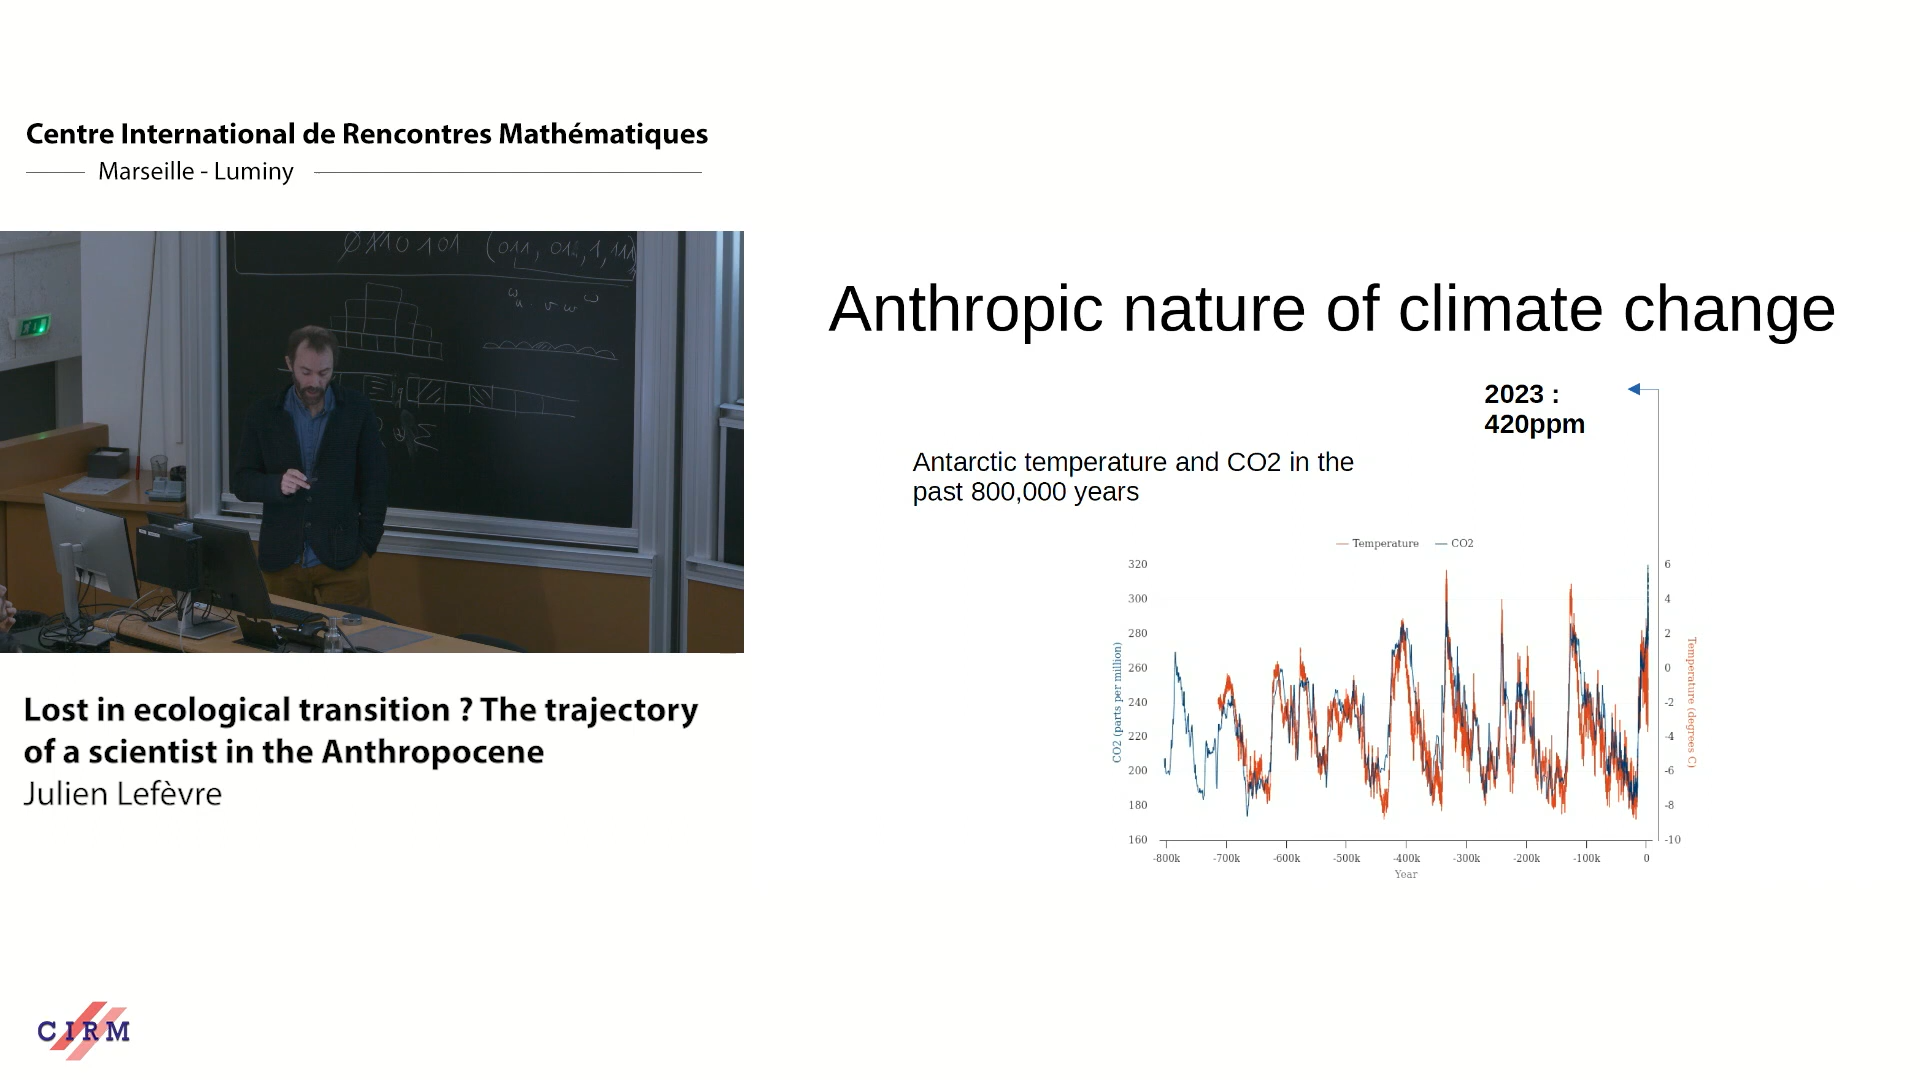 Centre International de Rencontres Mathématiques
Marseille - Luminy
Lost in ecological transition ? The trajectory
of a scientist in the Anthropocene
Julien Lefèvre
CIRM
Anthropic nature of climate change
2023 :
420ppm
Antarctic temperature and CO2 in the
past 800,000 years
Temperature CO2
320
300
280
260
240
220
200
180
160
CO2 (parts per million)
6
4
2
0
-2
-4
-6
-8
-10
Temperature (degrees C)
-800k -700k -600k -500k -400k -300k -200k -100k 0
Year